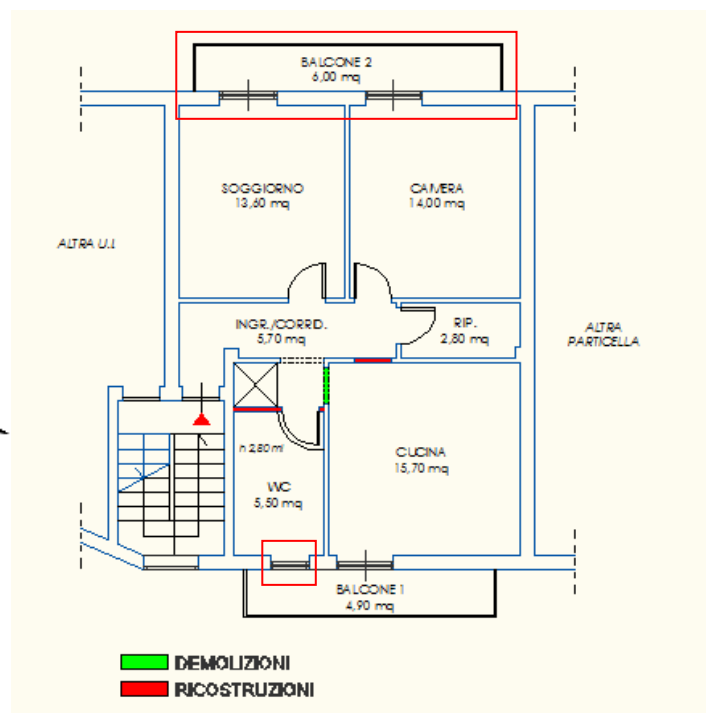 BALCONE 2
6,00 mq
SOGGIORNO
13,60 mq
CAMERA
14,00 mq
ALTRA U.I.
INGR./CORRID.
5,70 mq
RIP.
2,80 mq
ALTRA
PARTICELLA
h 2,80 ml
WC
5,50 mq
CUCINA
15,70 mq
BALCONE 1
4,90 mq
DEMOLIZIONI
RICOSTRUZIONI